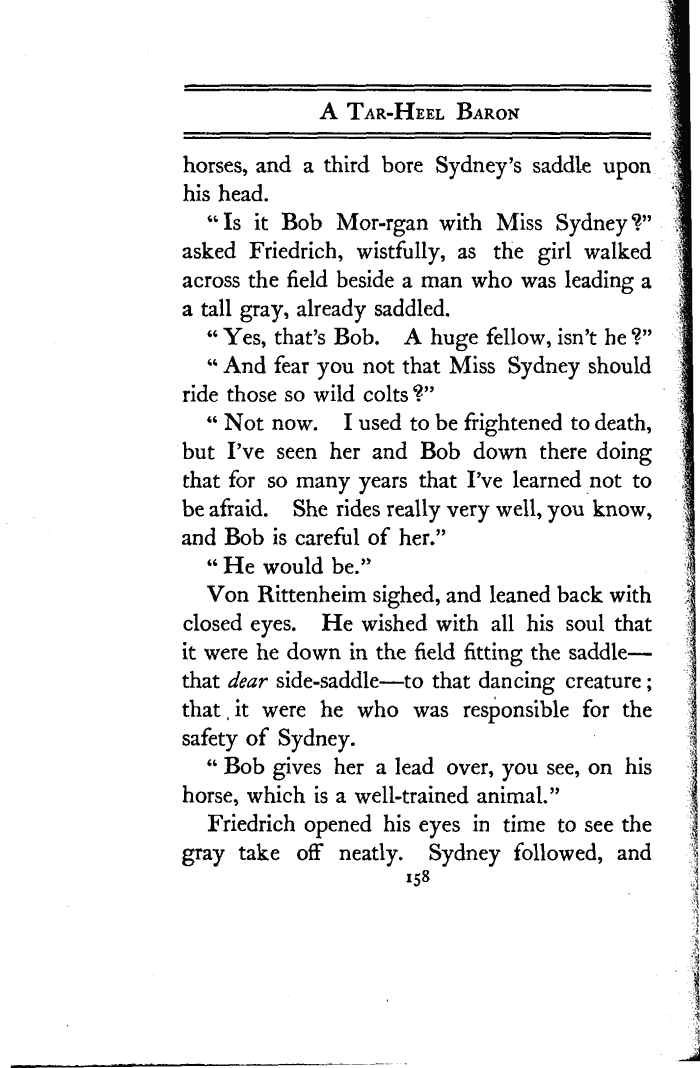 A Tar-Heel Baron
horses, and a third bore Sydney's saddle upon
his head.
“Is it Bob Mor-rgan with Miss Sydney?”
asked Friedrich, wistfully, as the girl walked
across the field beside a man who was leading a
a tall gray, already saddled.
“Yes, that's Bob. A huge fellow, isn't he?”
“And fear you not that Miss Sydney should
ride those so wild colts?”
“Not now. I used to be frightened to death,
but I've seen her and Bob down there doing
that for so many years that I've learned not to
be afraid. She rides really very well, you know,
and Bob is careful of her.”
“He would be.”
Von Rittenheim sighed, and leaned back with
closed eyes. He wished with all his soul that
it were he down in the field fitting the saddle—
that dear side-saddle—to that dancing creature;
that it were he who was responsible for the
safety of Sydney.
“Bob gives her a lead over, you see, on his
horse, which is a well-trained animal.”
Friedrich opened his eyes in time to see the
gray take off neatly. Sydney followed, and
158